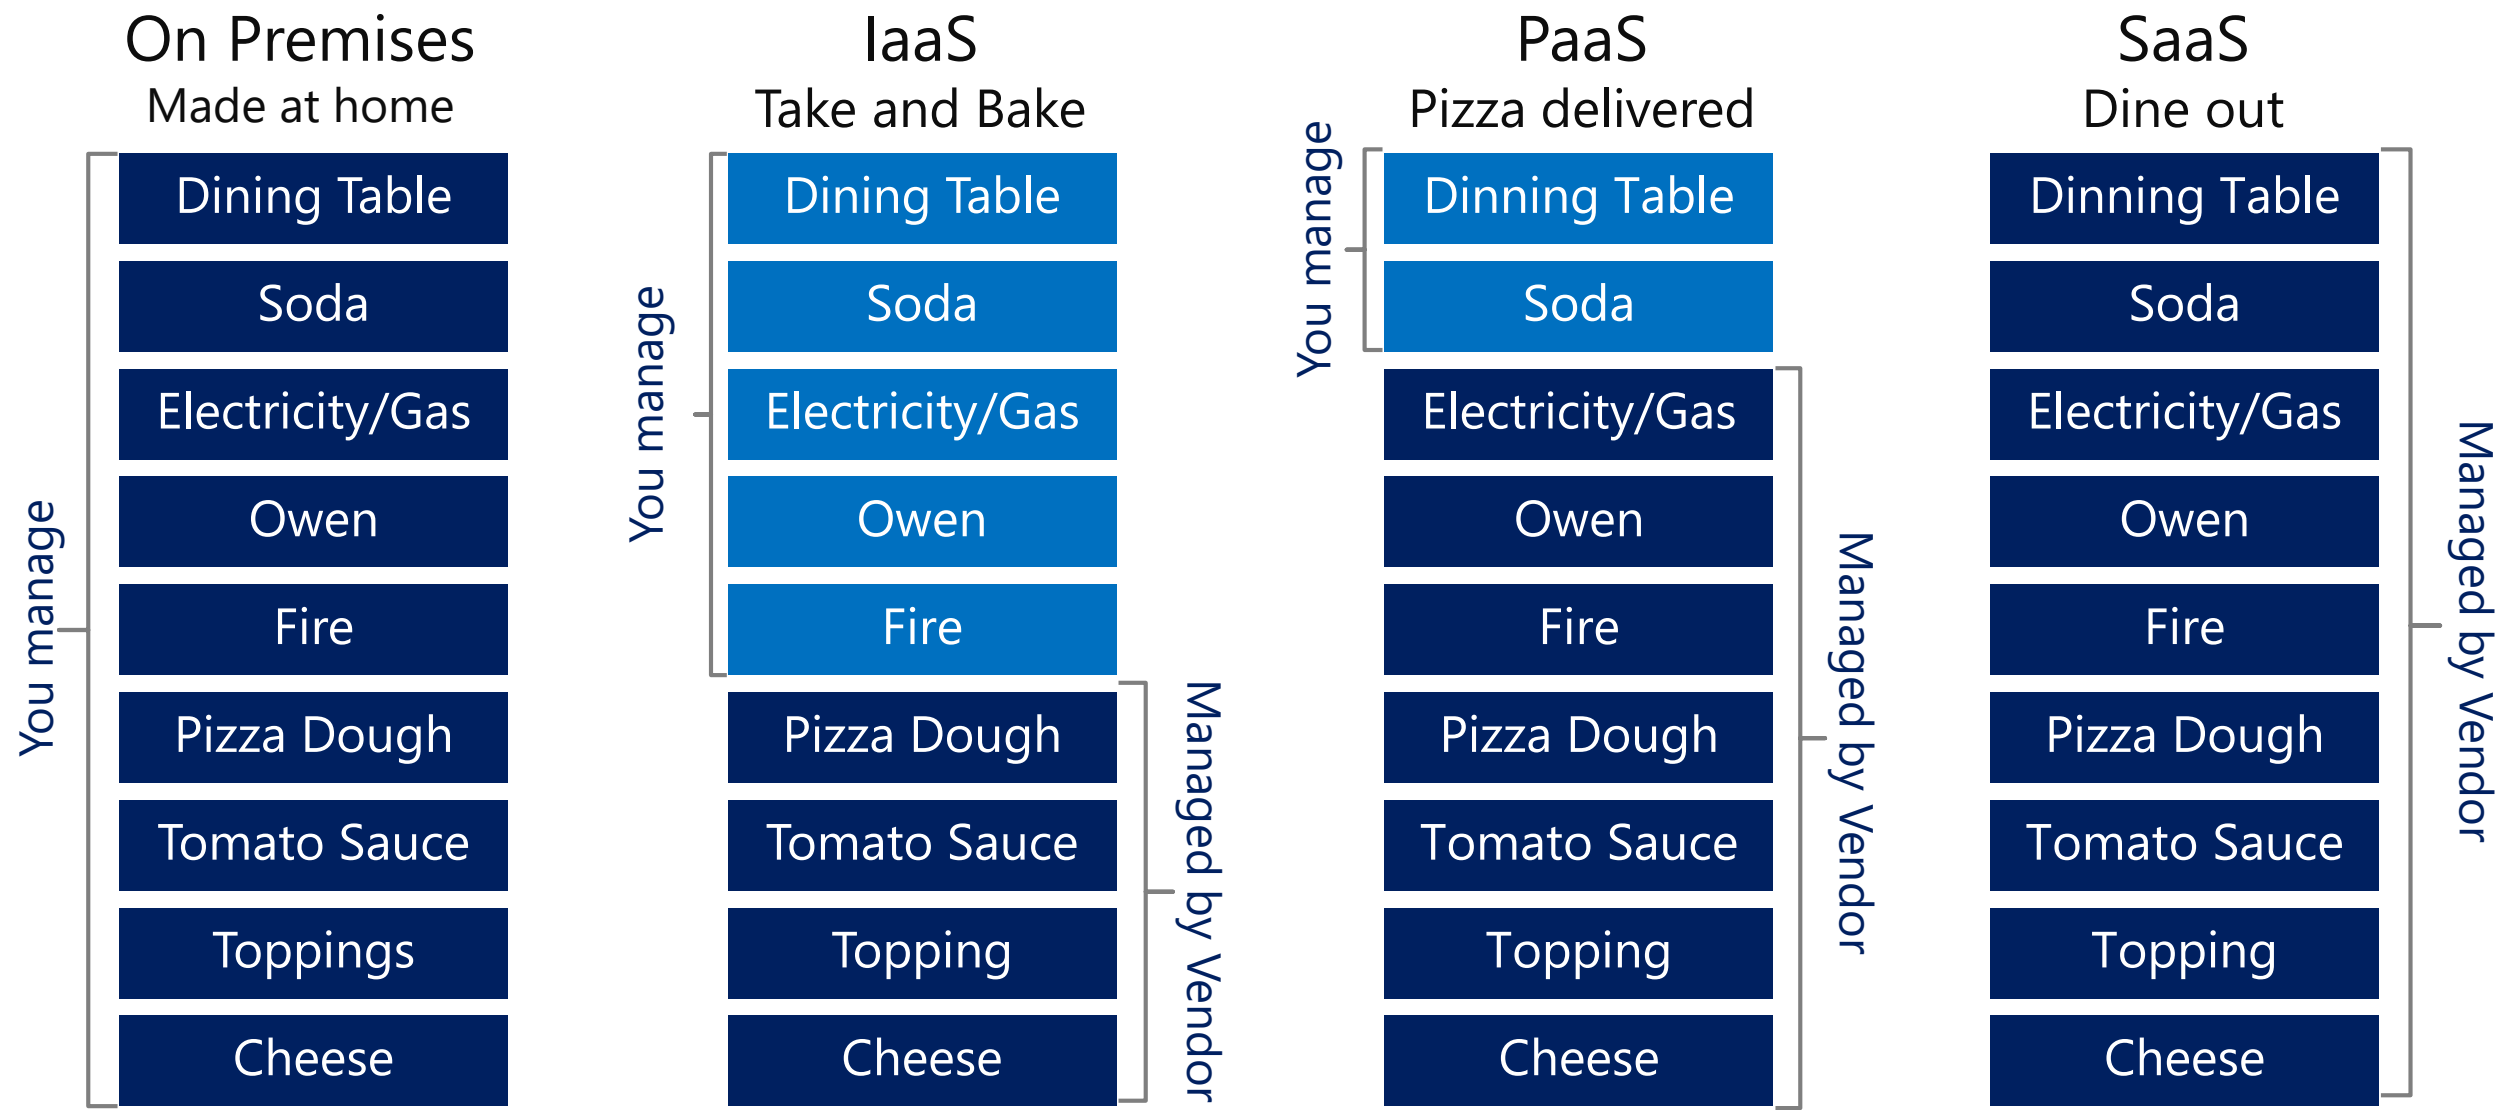 On Premises
Made at home
You manage
Dining Table
Soda
Electricity/Gas
Owen
Fire
Pizza Dough
Tomato Sauce
Toppings
Cheese
IaaS
Take and Bake
You manage
Dining Table
Soda
Electricity/Gas
Owen
Fire
Pizza Dough
Tomato Sauce
Topping
Cheese
Managed by Vendor
PaaS
Pizza delivered
You manage
Dinning Table
Soda
Electricity/Gas
Owen
Fire
Pizza Dough
Tomato Sauce
Topping
Cheese
Managed by Vendor
SaaS
Dine out
Dinning Table
Soda
Electricity/Gas
Owen
Fire
Pizza Dough
Tomato Sauce
Topping
Cheese
Managed by Vendor